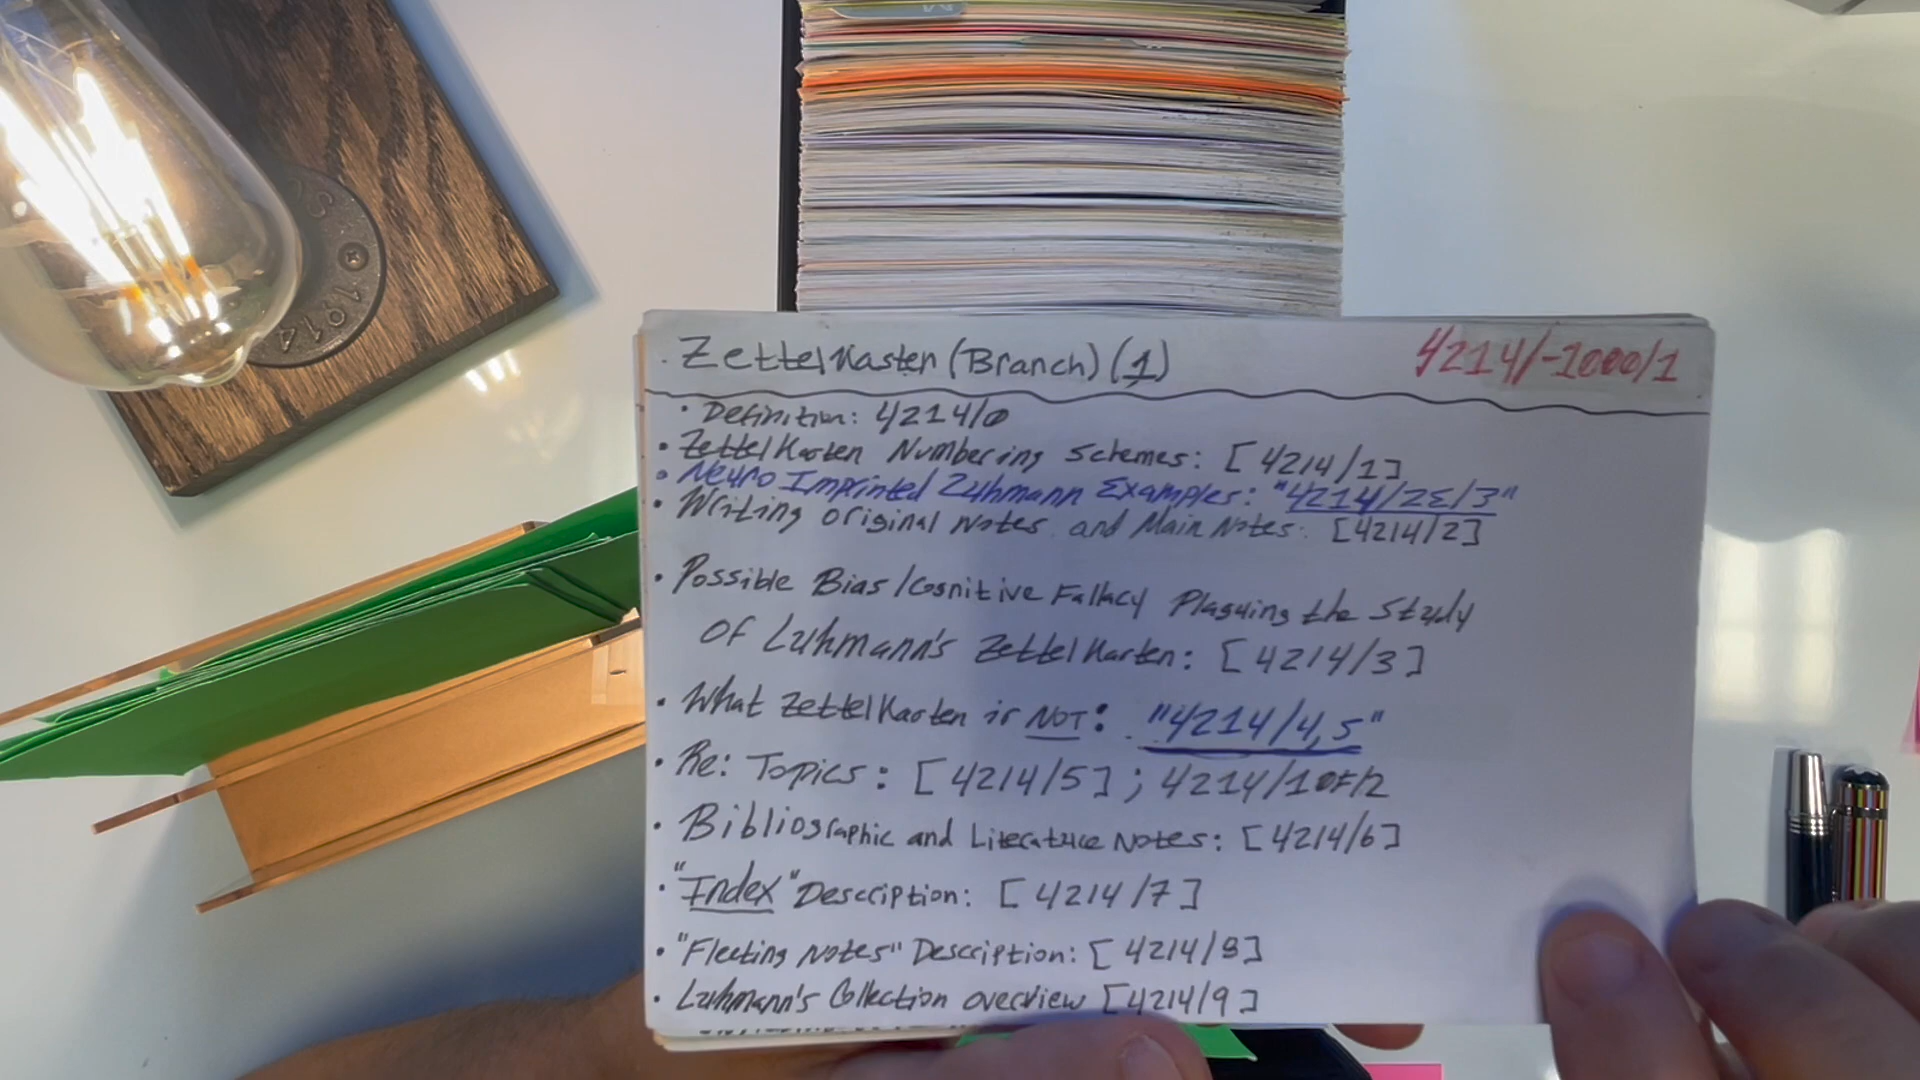 Zettelkasten (Branch) (1)
4214/-1000/1
• Definition: 4214/0
• Zettelkasten Numbering Schemes: [4214/1]
• Neuro Imprinted Luhmann Examples: "4214/2E/3"
• Writing original Notes and Main Notes: [4214/2]
• Possible Bias/Cognitive Fallacy Plaguing the Study
Of Luhmann's Zettelkasten: [4214/3]
• What Zettelkasten is NOT: "4214/4,5"
• Re: Topics: [4214/5]; 4214/10F/2
• Bibliographic and Literature Notes: [4214/6]
• "Index" Description: [4214/7]
• "Fleeting Notes" Description: [4214/8]
• Luhmann's Collection overview [4214/9]
1914